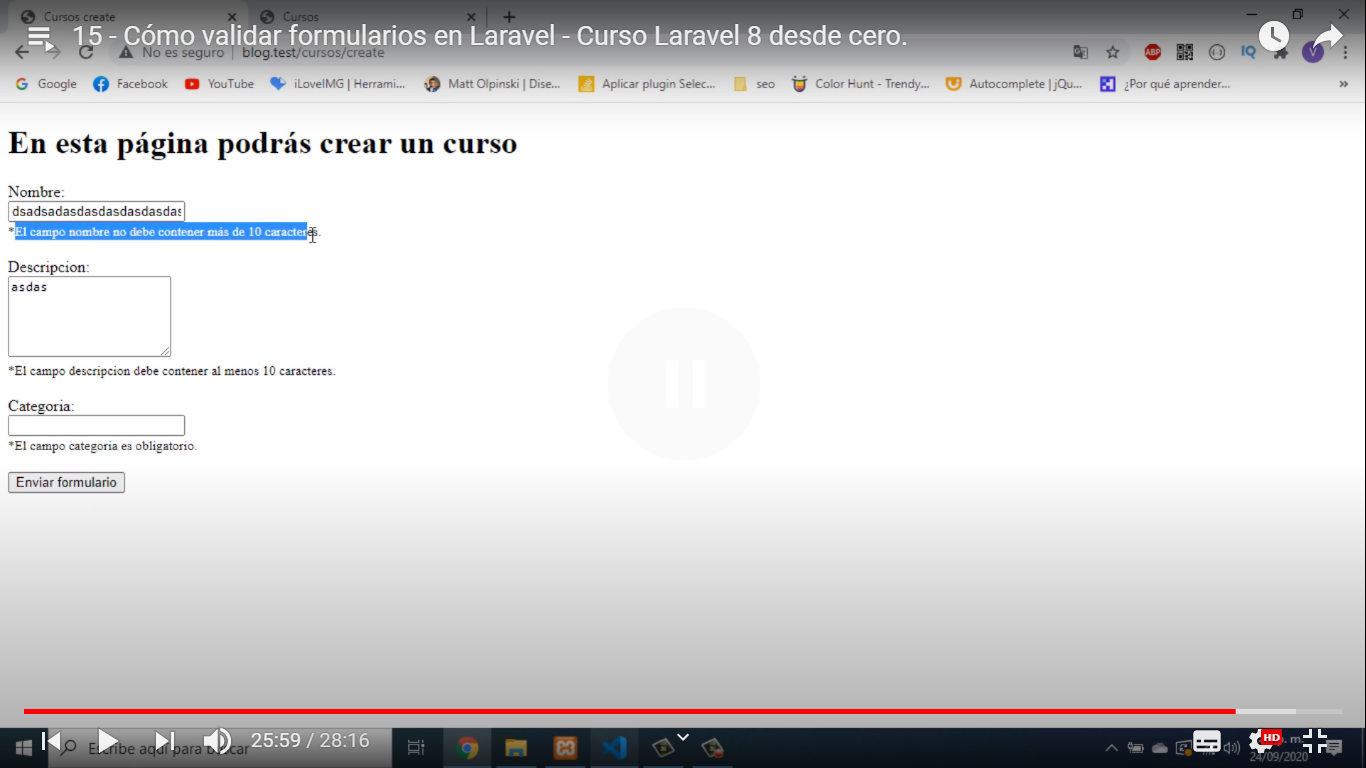 Cursos create
Cursos
15 - Cómo validar formularios en Laravel - Curso Laravel 8 desde cero.
No es seguro | blog.test/cursos/create
ABP
IQ
V
Google
Facebook
YouTube
iLoveIMG | Herrami...
Matt Olpinski | Dise...
Aplicar plugin Selec...
seo
Color Hunt - Trendy...
Autocomplete | jQu...
¿Por qué aprender...
»
En esta página podrás crear un curso
Nombre:
dsadsadasdasdasdasdasdas
*El campo nombre no debe contener más de 10 caracteres.
Descripcion:
asdas
*El campo descripcion debe contener al menos 10 caracteres.
Categoria:
*El campo categoria es obligatorio.
Enviar formulario
Escribe aquí para buscar
25:59 / 28:16
HD
24/09/2020